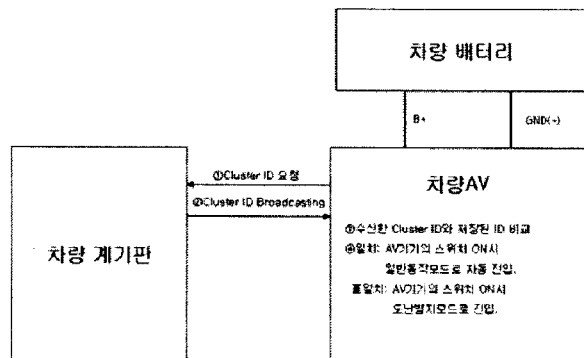 차량 배터리
B+
GND(-)
차량AV
①Cluster ID 요청
②Cluster ID Broadcasting
차량 계기판
③수신한 Cluster ID와 저장된 ID 비교
④일치: AV기기의 스위치 ON시
일반동작모드로 자동 진입.
불일치: AV기기의 스위치 ON시
도난방지모드로 진입.